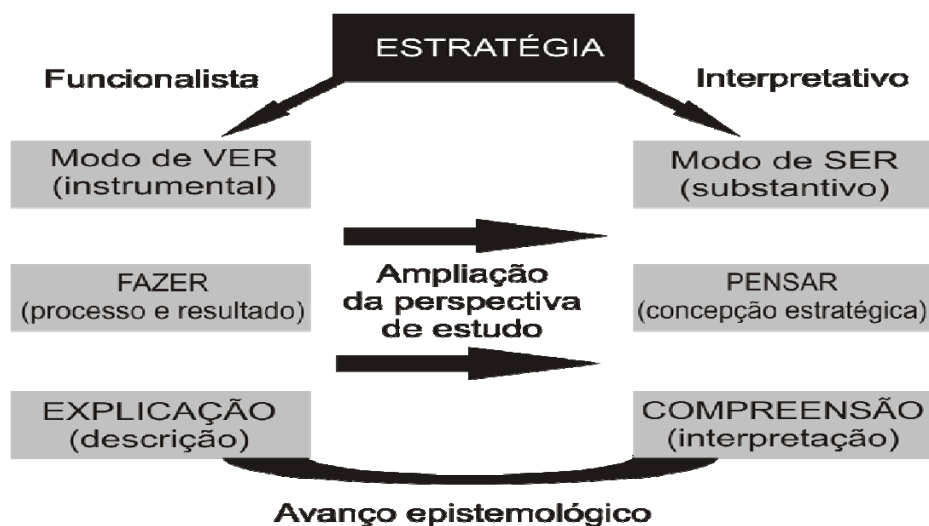 ESTRATÉGIA
Funcionalista
Interpretativo
Modo de VER
(instrumental)
Modo de SER
(substantivo)
FAZER
(processo e resultado)
Ampliação
da perspectiva
de estudo
PENSAR
(concepção estratégica)
EXPLICAÇÃO
(descrição)
COMPREENSÃO
(interpretação)
Avanço epistemológico